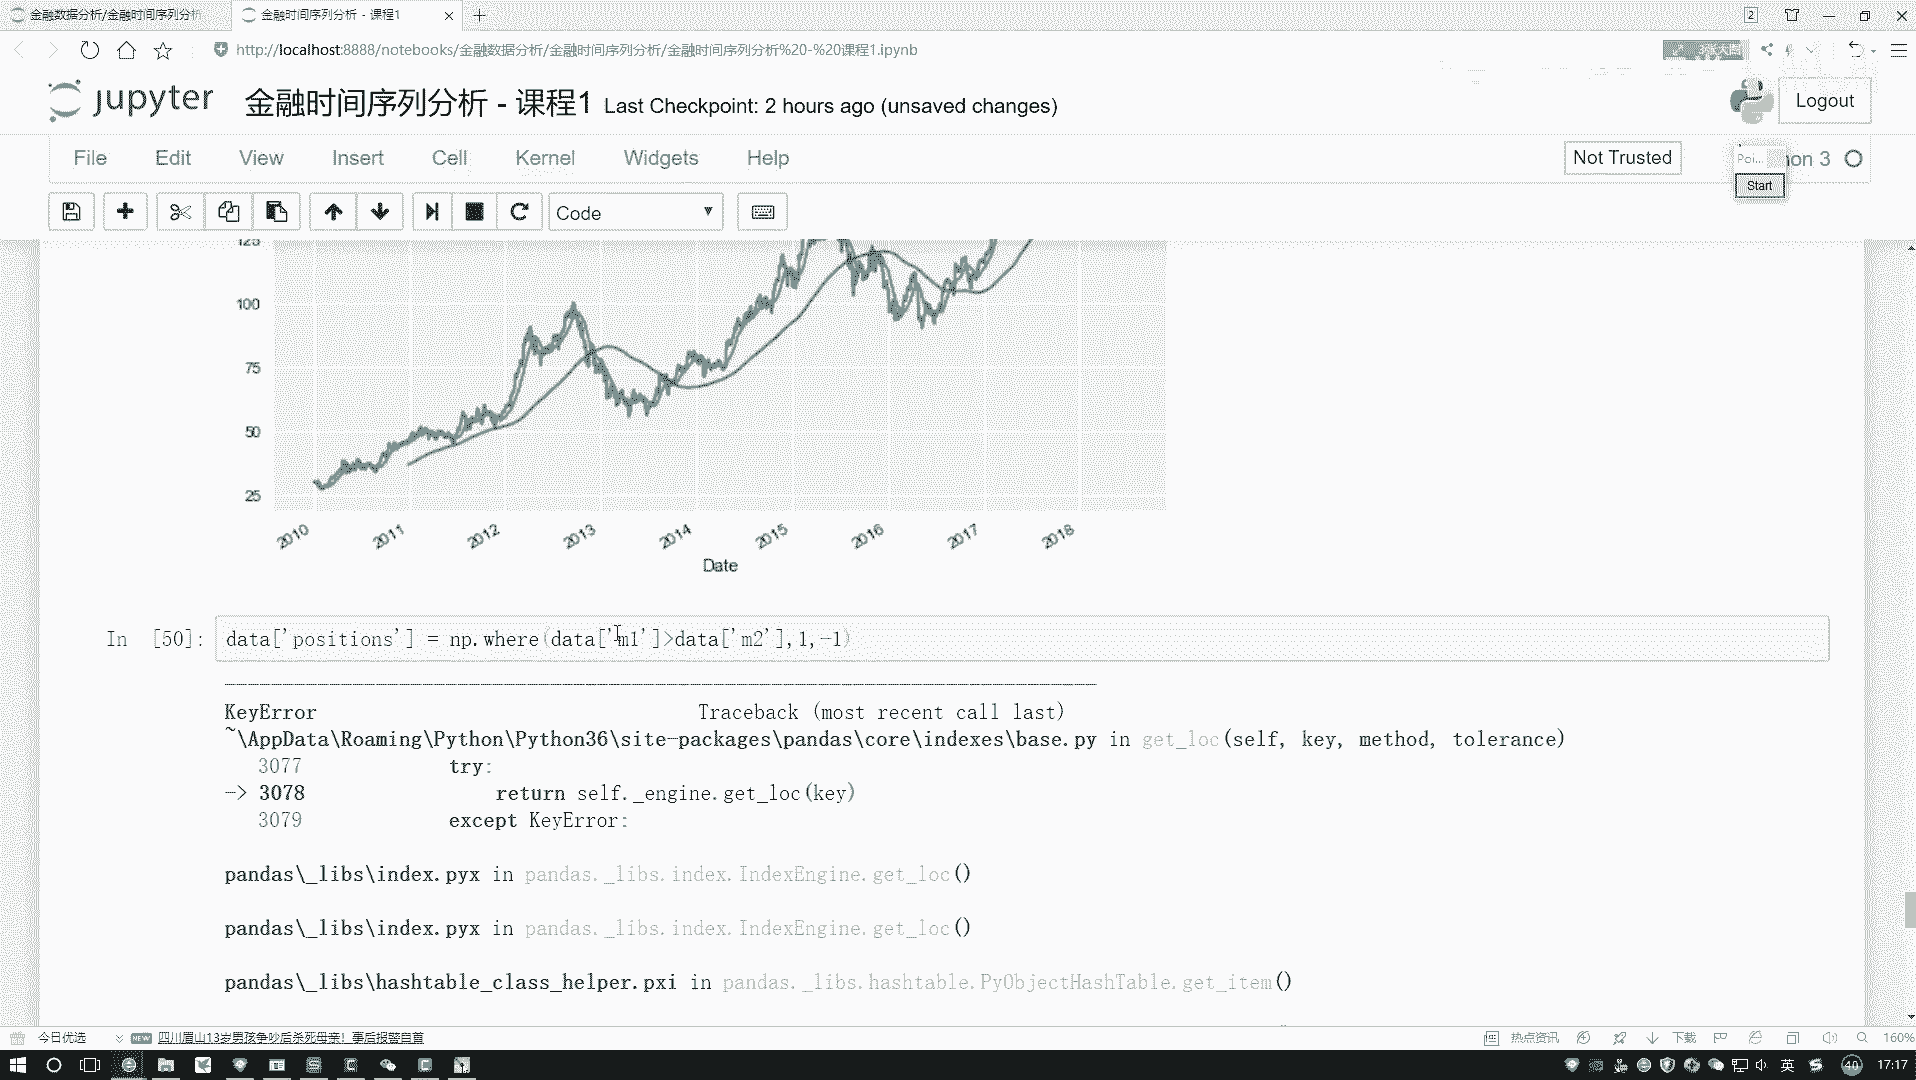 金融数据分析/金融时间序列分析
金融时间序列分析 - 课程1
2
http://localhost:8888/notebooks/金融数据分析/金融时间序列分析/金融时间序列分析%20-%20课程1.ipynb
jupyter
金融时间序列分析 - 课程1 Last Checkpoint: 2 hours ago (unsaved changes)
Logout
File Edit View Insert Cell Kernel Widgets Help
Not Trusted
Poi...
on 3
Start
Code
125
100
75
50
25
2010 2011 2012 2013 2014 2015 2016 2017 2018
Date
In [50]: data['positions'] = np.where(data['m1']>data['m2'],1,-1)
KeyError Traceback (most recent call last)
~\AppData\Roaming\Python\Python36\site-packages\pandas\core\indexes\base.py in get_loc(self, key, method, tolerance)
3077 try:
-> 3078 return self._engine.get_loc(key)
3079 except KeyError:
pandas\_libs\index.pyx in pandas._libs.index.IndexEngine.get_loc()
pandas\_libs\index.pyx in pandas._libs.index.IndexEngine.get_loc()
pandas\_libs\hashtable_class_helper.pxi in pandas._libs.hashtable.PyObjectHashTable.get_item()
今日优选
NEW 四川眉山13岁男孩争吵后杀死母亲！事后报警自首
热点资讯
下载
160%
英
40
17:17